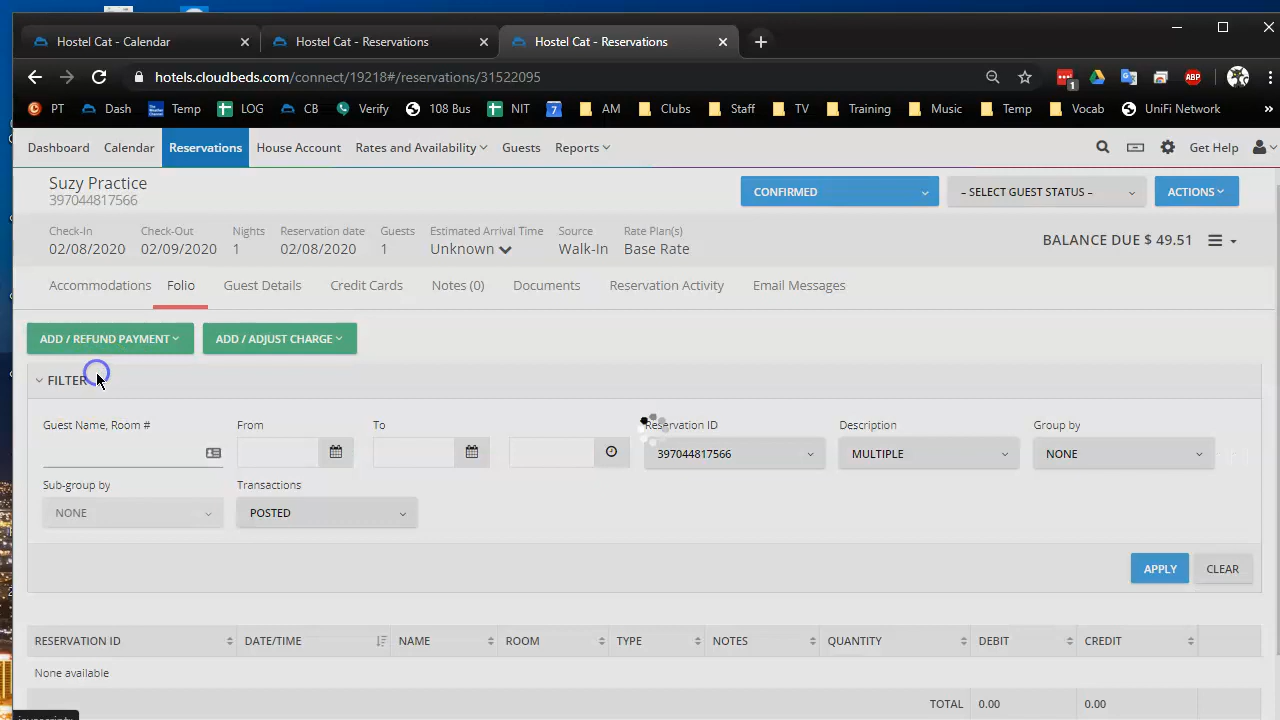 Hostel Cat - Calendar
Hostel Cat - Reservations
Hostel Cat - Reservations
hotels.cloudbeds.com/connect/19218#/reservations/31522095
1
ABP
PT
Dash
Temp
LOG
CB
Verify
108 Bus
NIT
7
AM
Clubs
Staff
TV
Training
Music
Temp
Vocab
UniFi Network
»
Dashboard
Calendar
Reservations
House Account
Rates and Availability
Guests
Reports
Get Help
Suzy Practice
397044817566
CONFIRMED
– SELECT GUEST STATUS –
ACTIONS
Check-In
02/08/2020
Check-Out
02/09/2020
Nights
1
Reservation date
02/08/2020
Guests
1
Estimated Arrival Time
Unknown
Source
Walk-In
Rate Plan(s)
Base Rate
BALANCE DUE $ 49.51
Accommodations
Folio
Guest Details
Credit Cards
Notes (0)
Documents
Reservation Activity
Email Messages
ADD / REFUND PAYMENT
ADD / ADJUST CHARGE
FILTER
Guest Name, Room #
From
To
Reservation ID
397044817566
Description
MULTIPLE
Group by
NONE
Sub-group by
NONE
Transactions
POSTED
APPLY
CLEAR
RESERVATION ID
DATE/TIME
NAME
ROOM
TYPE
NOTES
QUANTITY
DEBIT
CREDIT
None available
TOTAL
0.00
0.00